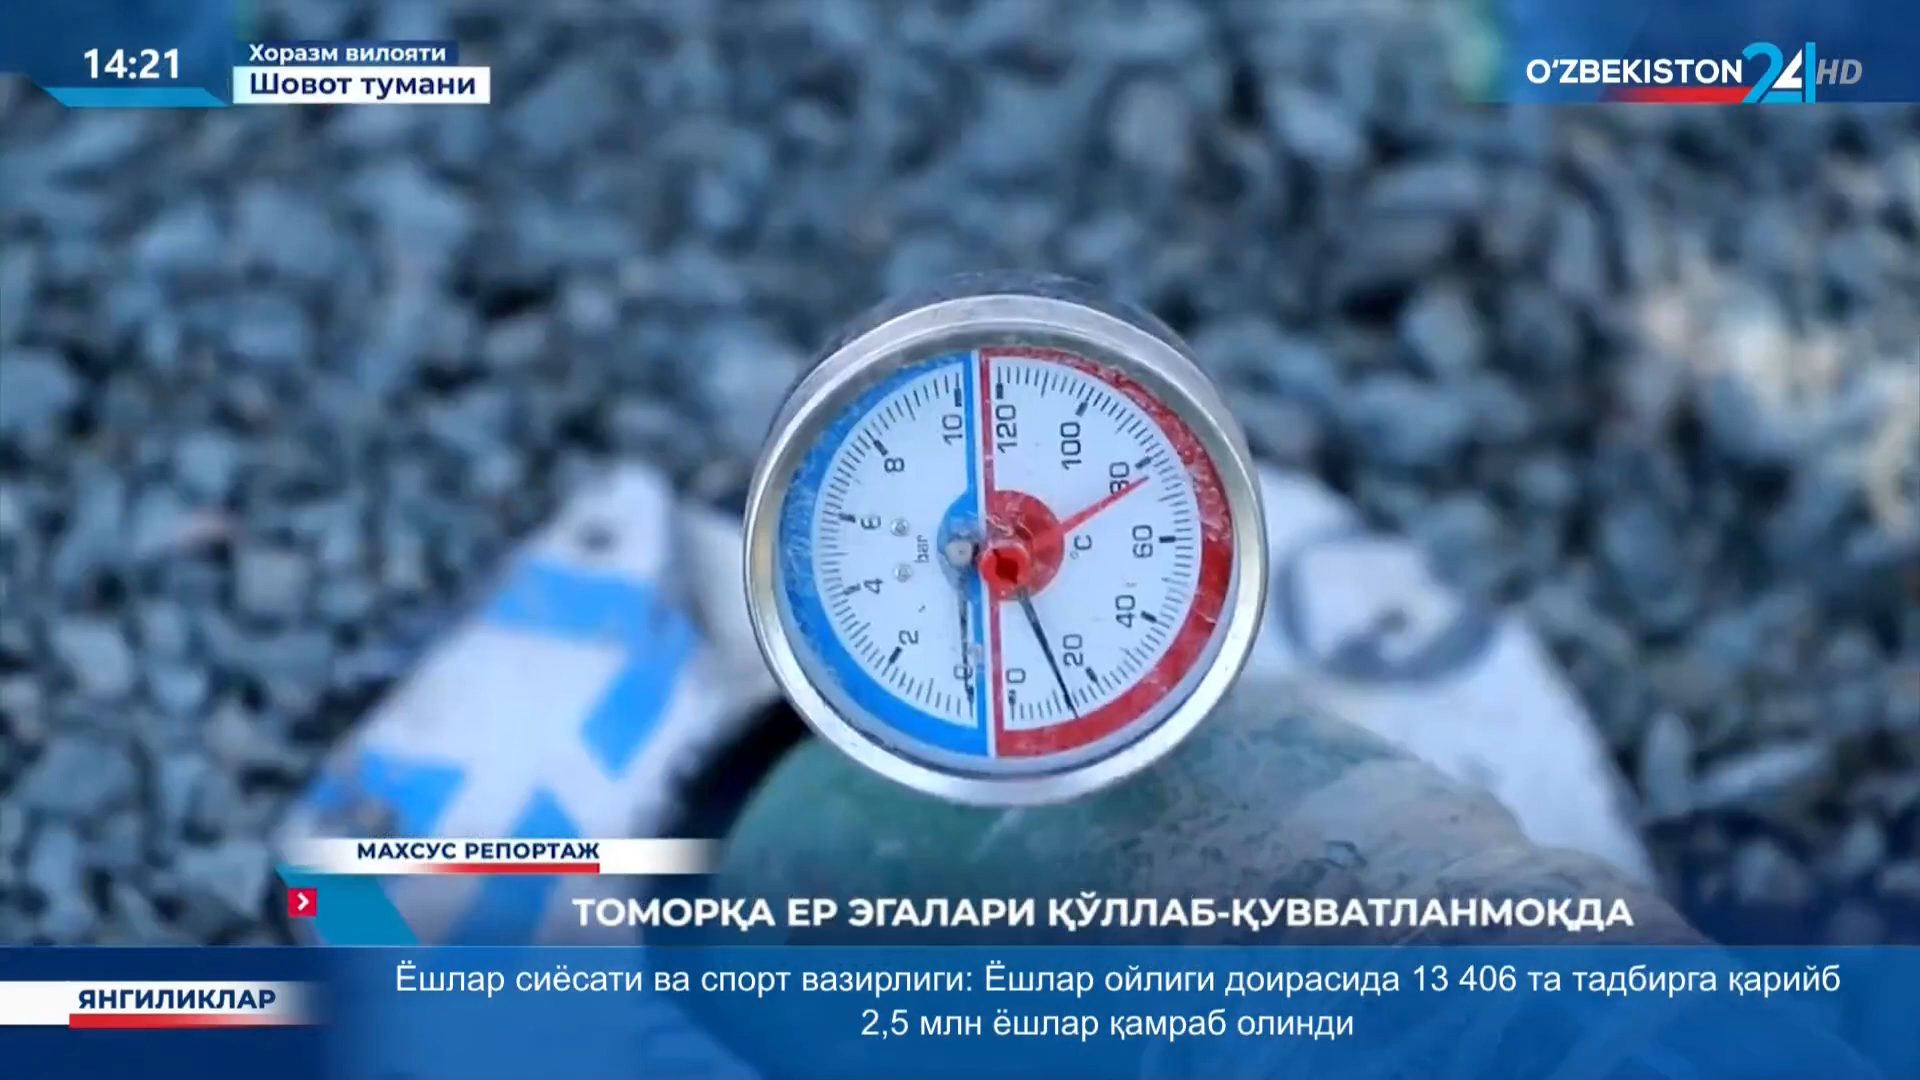 14:21
Хоразм вилояти
Шовот тумани
O‘ZBEKISTON 24 HD
10
8
6
4
2
0
bar
120
100
80
60
40
20
0
°C
МАХСУС РЕПОРТАЖ
ТОМОРҚА ЕР ЭГАЛАРИ ҚЎЛЛАБ-ҚУВВАТЛАНМОҚДА
ЯНГИЛИКЛАР
Ёшлар сиёсати ва спорт вазирлиги: Ёшлар ойлиги доирасида 13 406 та тадбирга қарийб
2,5 млн ёшлар қамраб олинди